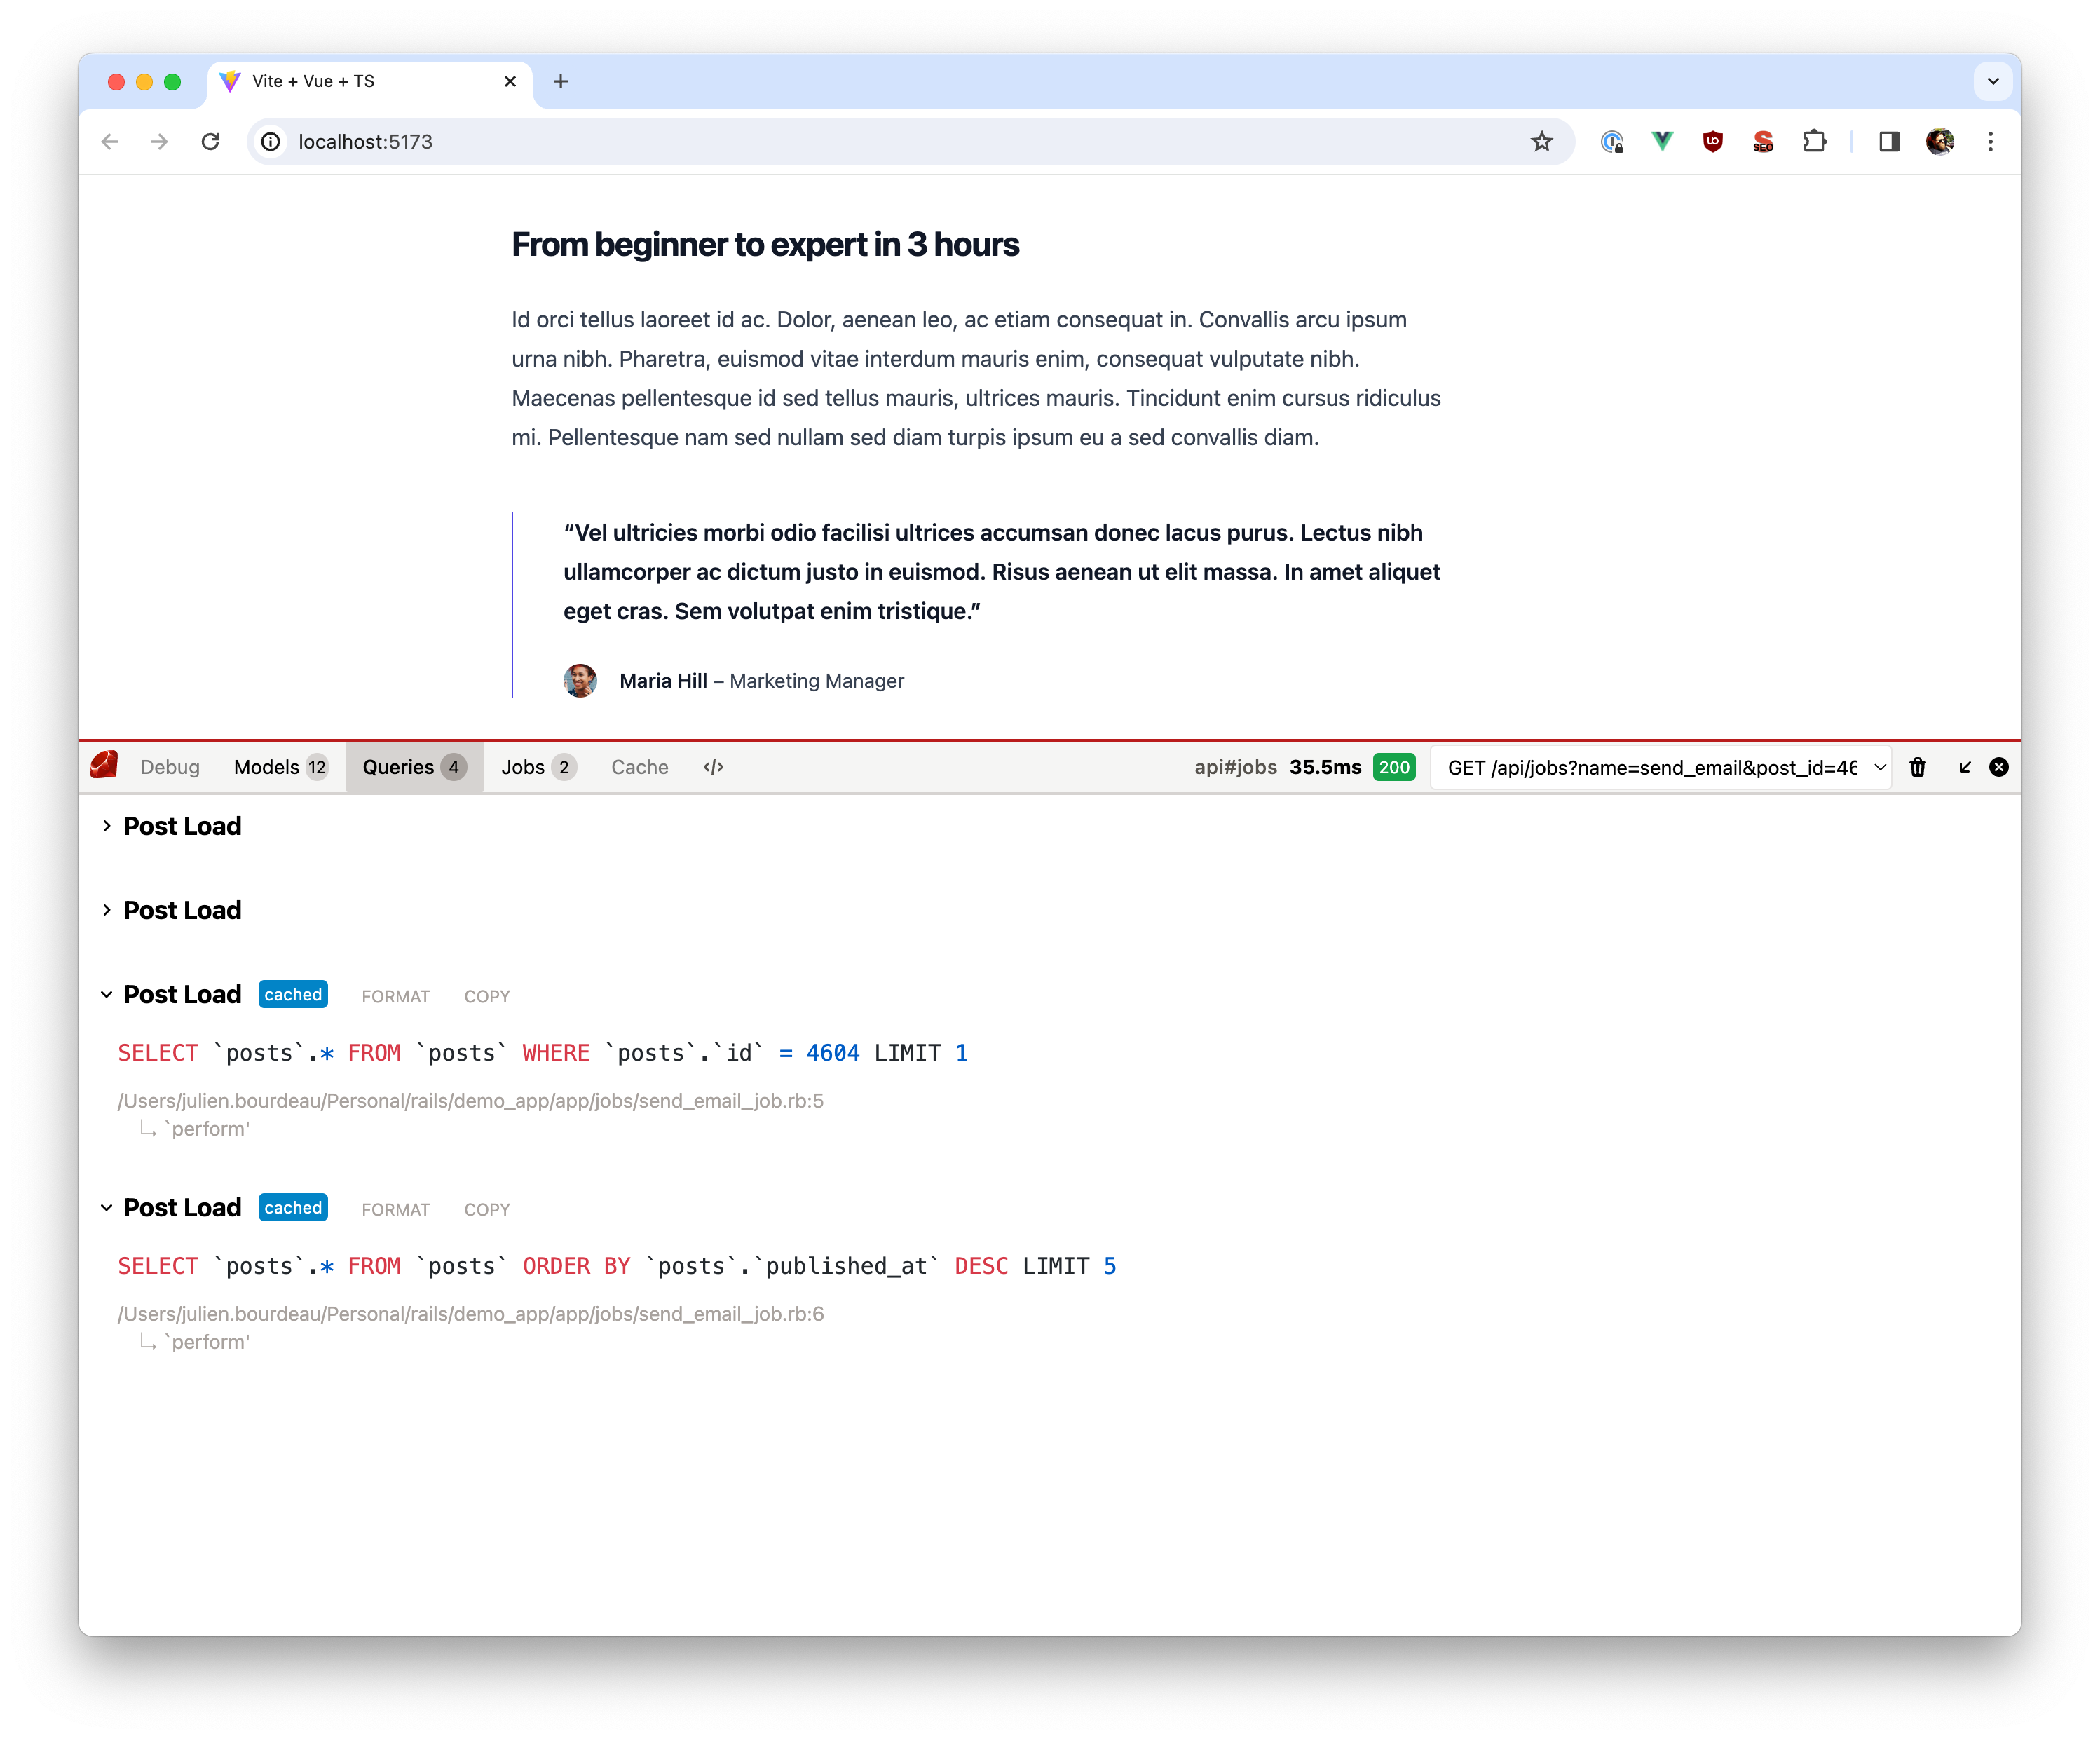 Vite + Vue + TS
localhost:5173
SEO
From beginner to expert in 3 hours
Id orci tellus laoreet id ac. Dolor, aenean leo, ac etiam consequat in. Convallis arcu ipsum
urna nibh. Pharetra, euismod vitae interdum mauris enim, consequat vulputate nibh.
Maecenas pellentesque id sed tellus mauris, ultrices mauris. Tincidunt enim cursus ridiculus
mi. Pellentesque nam sed nullam sed diam turpis ipsum eu a sed convallis diam.
“Vel ultricies morbi odio facilisi ultrices accumsan donec lacus purus. Lectus nibh
ullamcorper ac dictum justo in euismod. Risus aenean ut elit massa. In amet aliquet
eget cras. Sem volutpat enim tristique.”
Maria Hill – Marketing Manager
Debug Models 12 Queries 4 Jobs 2 Cache </> api#jobs 35.5ms 200 GET /api/jobs?name=send_email&post_id=46
Post Load
Post Load
Post Load cached FORMAT COPY
SELECT `posts`.* FROM `posts` WHERE `posts`.`id` = 4604 LIMIT 1
/Users/julien.bourdeau/Personal/rails/demo_app/app/jobs/send_email_job.rb:5
`perform'
Post Load cached FORMAT COPY
SELECT `posts`.* FROM `posts` ORDER BY `posts`.`published_at` DESC LIMIT 5
/Users/julien.bourdeau/Personal/rails/demo_app/app/jobs/send_email_job.rb:6
`perform'